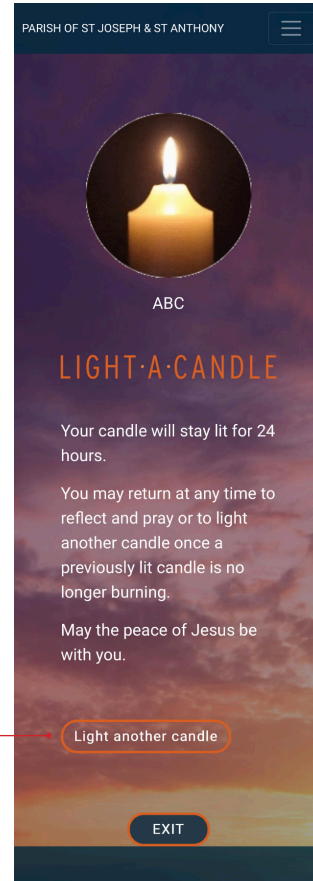 PARISH OF ST JOSEPH & ST ANTHONY
ABC
LIGHT·A·CANDLE
Your candle will stay lit for 24
hours.
You may return at any time to
reflect and pray or to light
another candle once a
previously lit candle is no
longer burning.
May the peace of Jesus be
with you.
Light another candle
EXIT